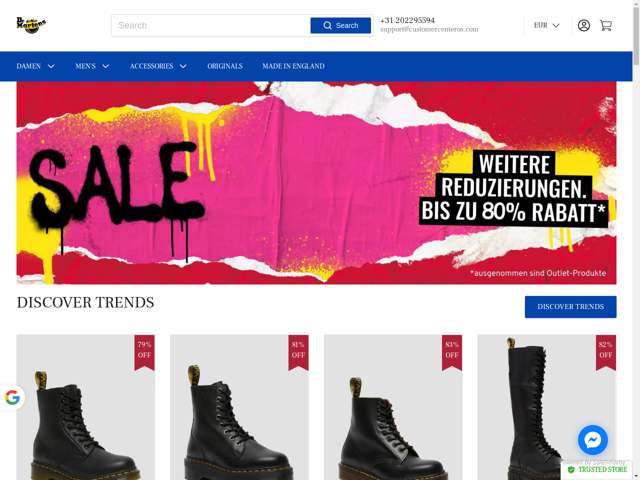 Dr.
Martens
Search
Search
+31 202295594
support@customercenteros.com
EUR
DAMEN
MEN'S
ACCESSORIES
ORIGINALS
MADE IN ENGLAND
SALE
WEITERE
REDUZIERUNGEN.
BIS ZU 80% RABATT*
*ausgenommen sind Outlet-Produkte
DISCOVER TRENDS
DISCOVER TRENDS
79%
OFF
81%
OFF
83%
OFF
82%
OFF
TRUSTED STORE